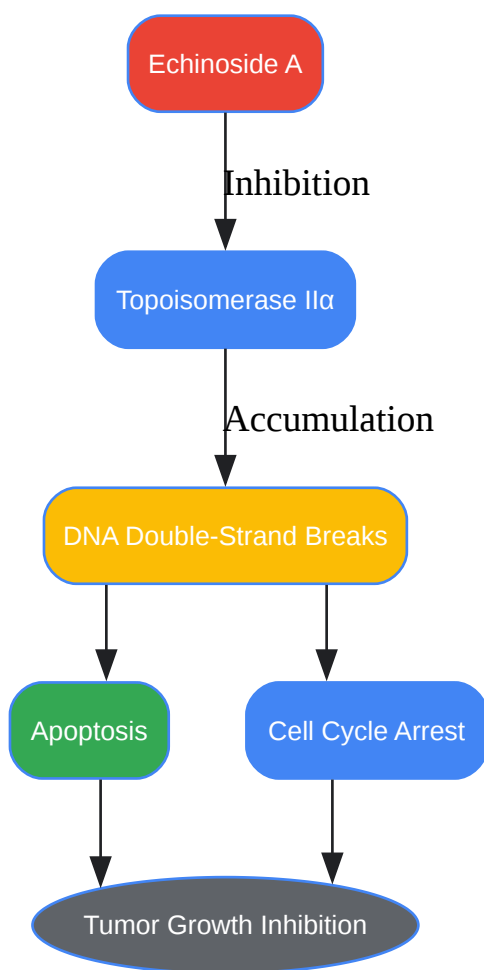 Echinoside A
Inhibition
Topoisomerase IIα
Accumulation
DNA Double-Strand Breaks
Apoptosis
Cell Cycle Arrest
Tumor Growth Inhibition